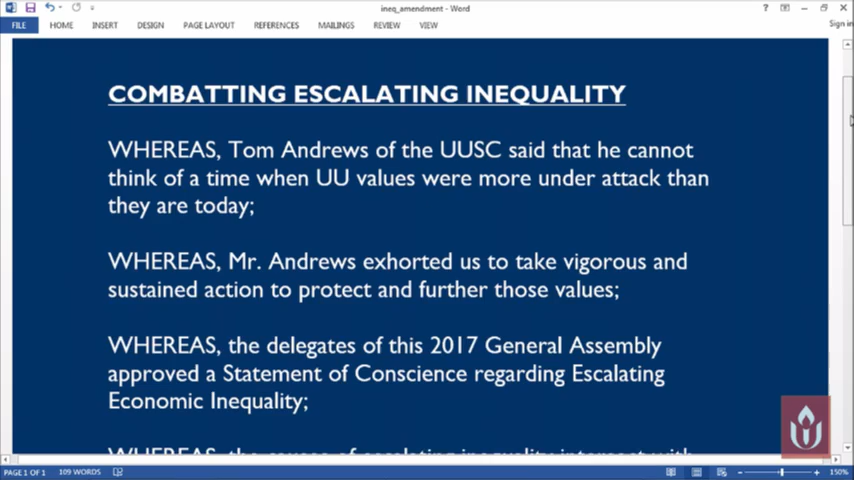 ineq_amendment - Word
FILE HOME INSERT DESIGN PAGE LAYOUT REFERENCES MAILINGS REVIEW VIEW Sign in
COMBATTING ESCALATING INEQUALITY
WHEREAS, Tom Andrews of the UUSC said that he cannot
think of a time when UU values were more under attack than
they are today;
WHEREAS, Mr. Andrews exhorted us to take vigorous and
sustained action to protect and further those values;
WHEREAS, the delegates of this 2017 General Assembly
approved a Statement of Conscience regarding Escalating
Economic Inequality;
WHEREAS, the causes of escalating inequality intersect with
PAGE 1 OF 1 109 WORDS 150%